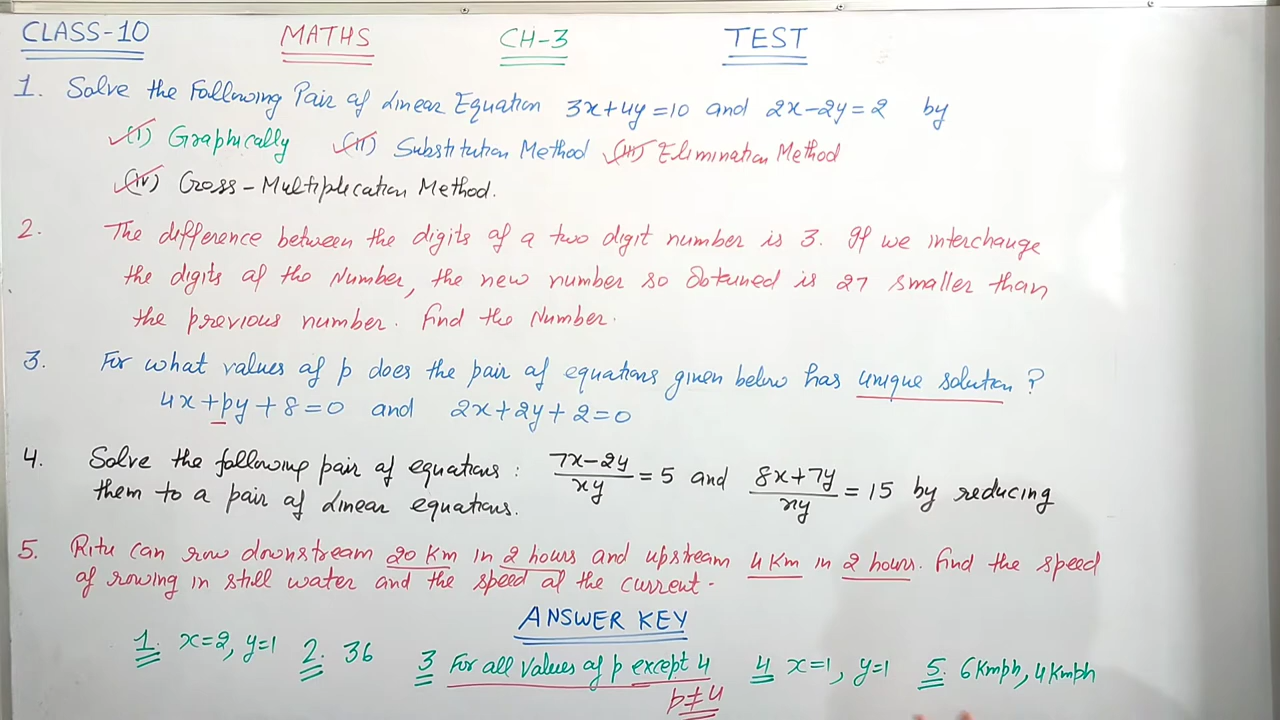 CLASS-10 MATHS CH-3 TEST
1. Solve the Following Pair of Linear Equation 3x+4y=10 and 2x-2y=2 by
(i) Graphically (ii) Substitution Method (iii) Elimination Method
(iv) Cross-Multiplication Method.
2. The difference between the digits of a two digit number is 3. If we interchange
the digits of the Number, the new number so obtained is 27 smaller than
the previous number. Find the Number.
3. For what values of p does the pair of equations given below has unique solution?
4x+py+8=0 and 2x+2y+2=0
4. Solve the following pair of equations: (7x-2y)/xy = 5 and (8x+7y)/xy = 15 by reducing
them to a pair of Linear equations.
5. Ritu can row downstream 20 Km in 2 hours and upstream 4 Km in 2 hours. Find the speed
of rowing in still water and the speed of the current.
ANSWER KEY
1. x=2, y=1 2. 36 3 For all values of p except 4 4 x=1, y=1 5. 6 Kmph, 4 Kmph
p≠4